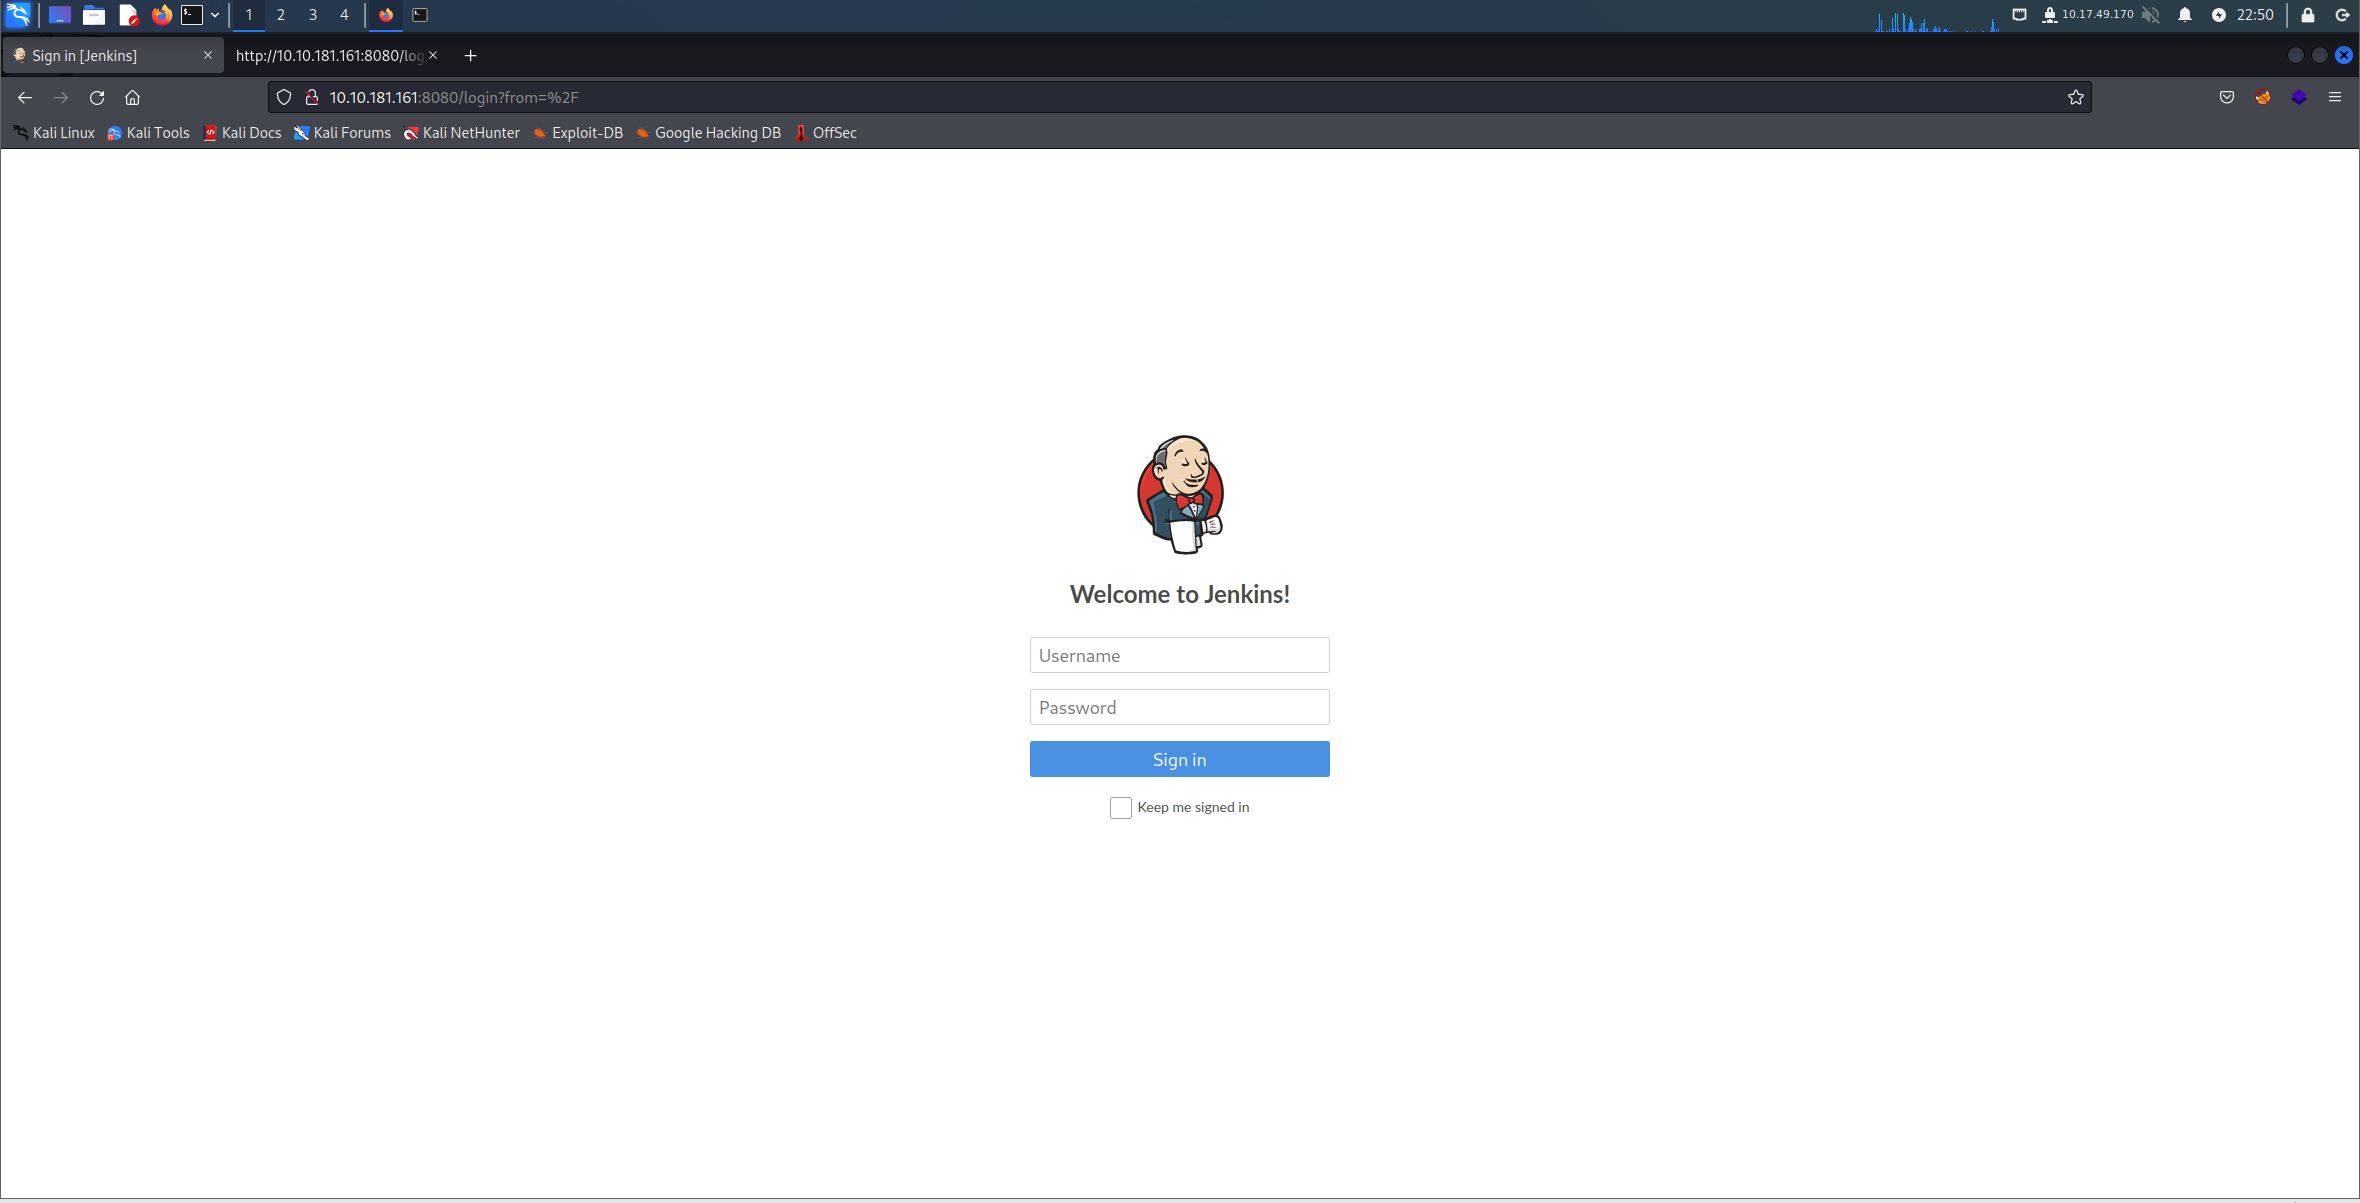 1 2 3 4 10.17.49.170 22:50
Sign in [Jenkins] http://10.10.181.161:8080/log
10.10.181.161:8080/login?from=%2F
Kali Linux Kali Tools Kali Docs Kali Forums Kali NetHunter Exploit-DB Google Hacking DB OffSec
Welcome to Jenkins!
Username
Password
Sign in
Keep me signed in